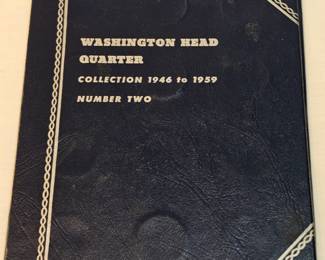 WASHINGTON HEAD
QUARTER
COLLECTION 1946 to 1959
NUMBER TWO